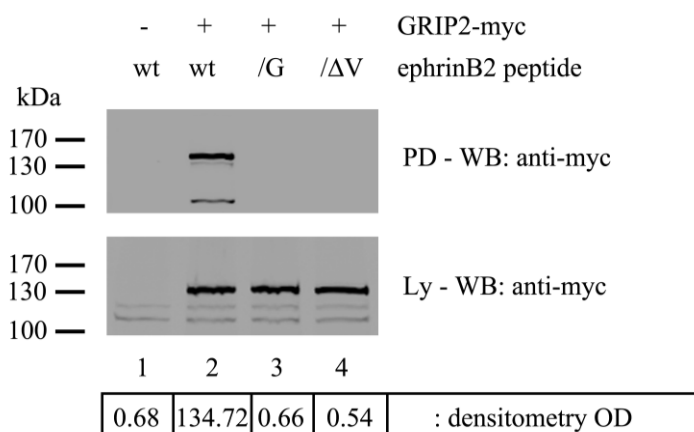 - + + + GRIP2-myc
wt wt /G /ΔV ephrinB2 peptide
kDa
170
130
100
PD - WB: anti-myc
170
130
100
Ly - WB: anti-myc
1 2 3 4
0.68 134.72 0.66 0.54 : densitometry OD